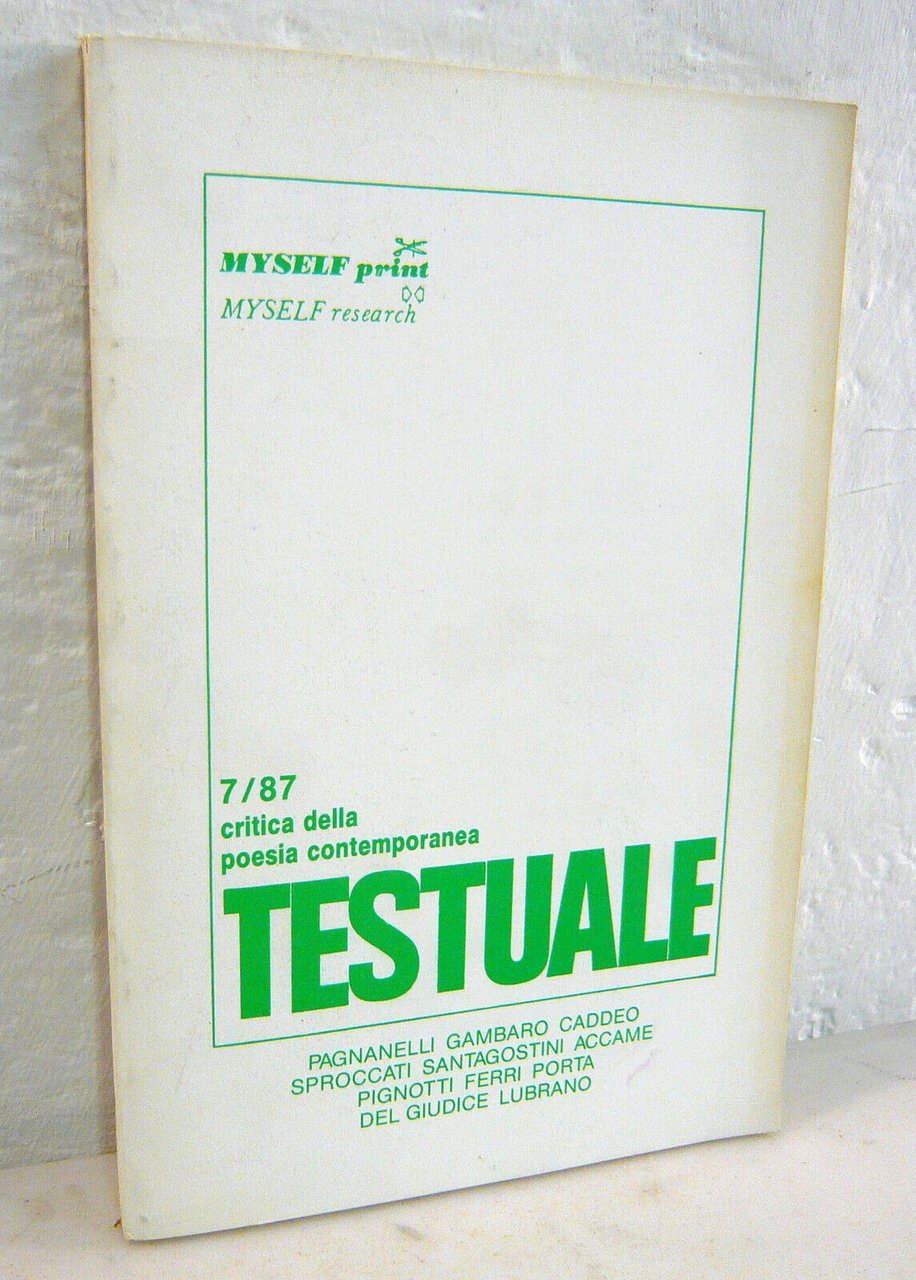 MYSELF print
MYSELF research
7/87
critica della
poesia contemporanea
TESTUALE
PAGNANELLI GAMBARO CADDEO
SPROCCATI SANTAGOSTINI ACCAME
PIGNOTTI FERRI PORTA
DEL GIUDICE LUBRANO